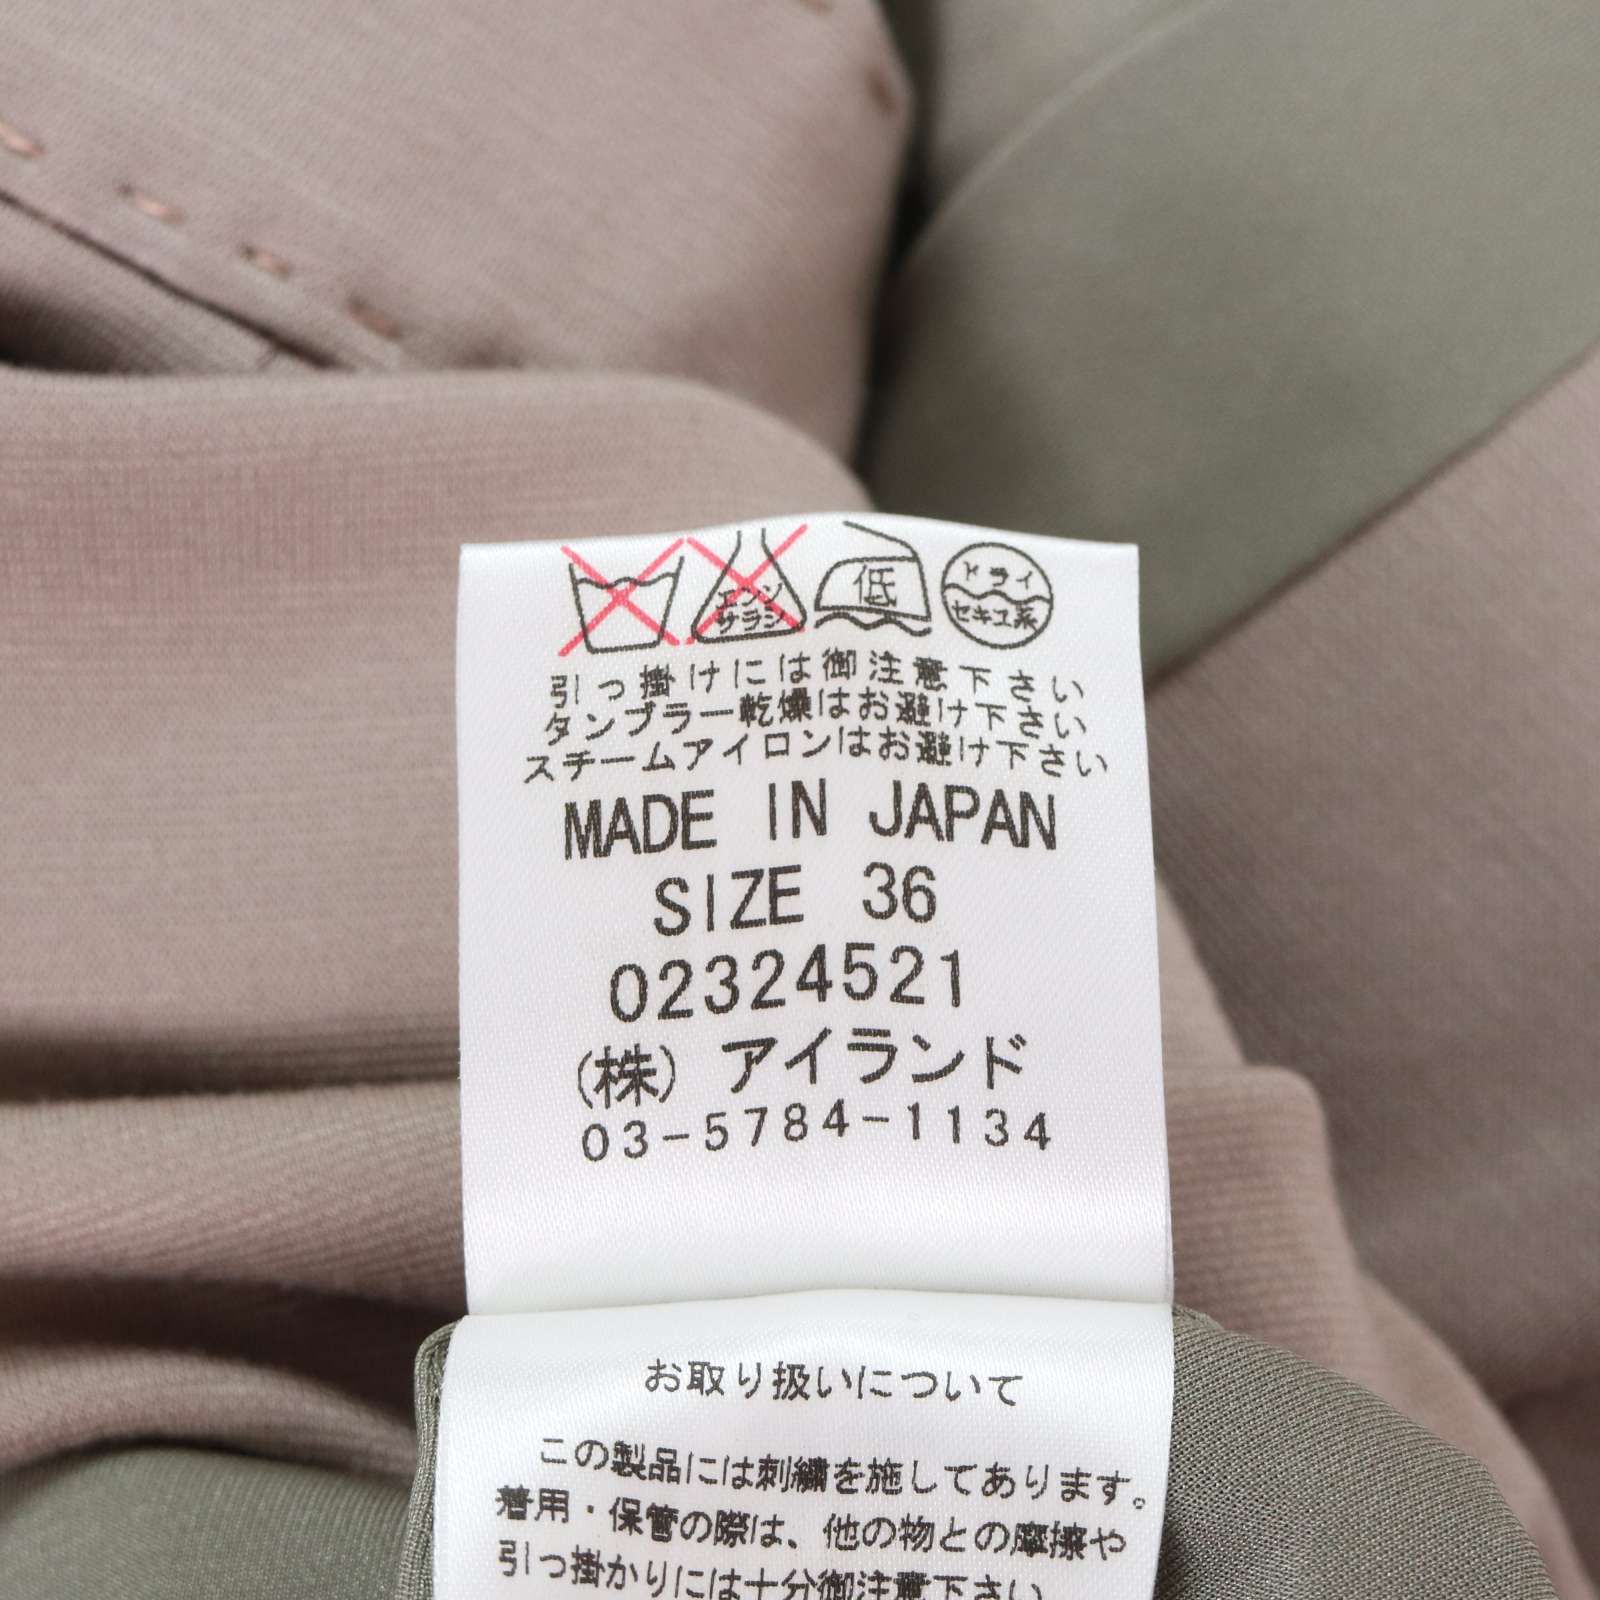 エンソ 低 ドライ
サラシ セキユ系
引っ掛けには御注意下さい
タンブラー乾燥はお避け下さい
スチームアイロンはお避け下さい
MADE IN JAPAN
SIZE 36
02324521
(株) アイランド
03-5784-1134
お取り扱いについて
この製品には刺繍を施してあります。
着用・保管の際は、他の物との摩擦や
引っ掛かりには十分御注意下さい